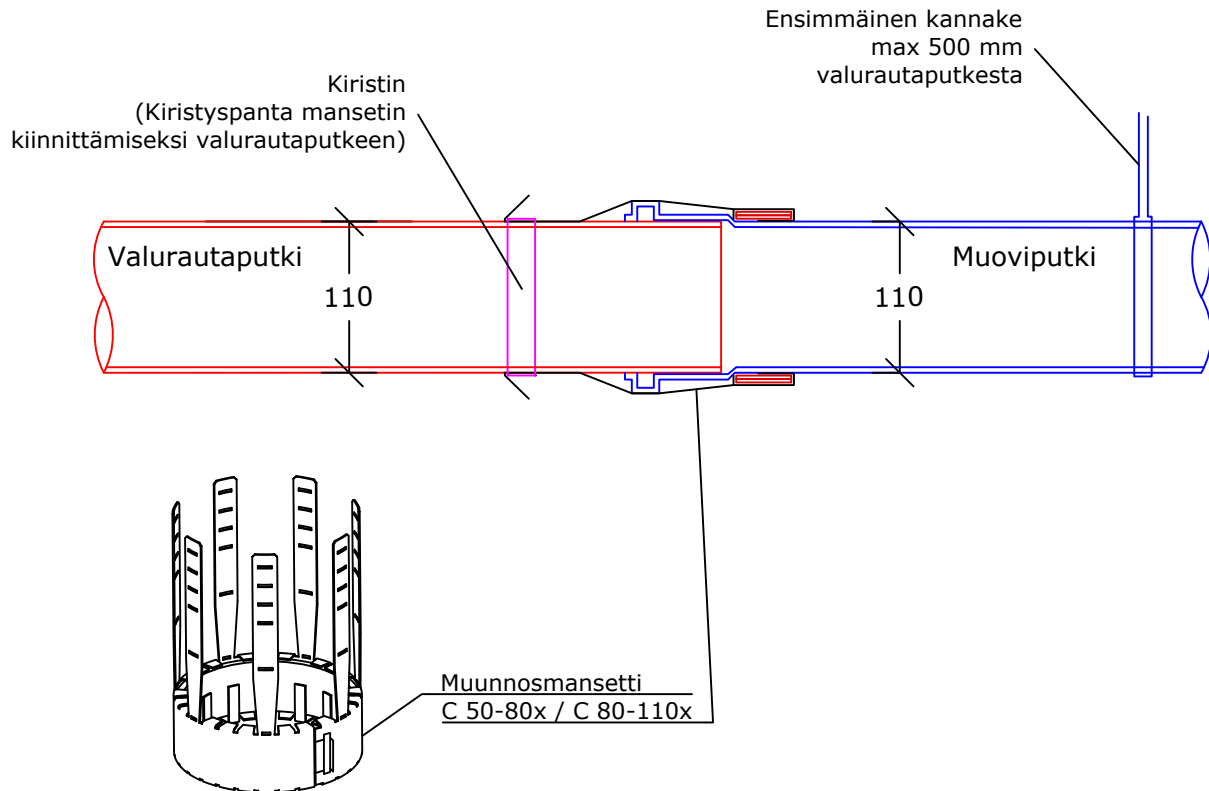 Ensimmäinen kannake
max 500 mm
valurautaputkesta
Kiristin
(Kiristyspanta mansetin
kiinnittämiseksi valurautaputkeen)
Valurautaputki
Muoviputki
110
110
Muunnosmansetti
C 50-80x / C 80-110x